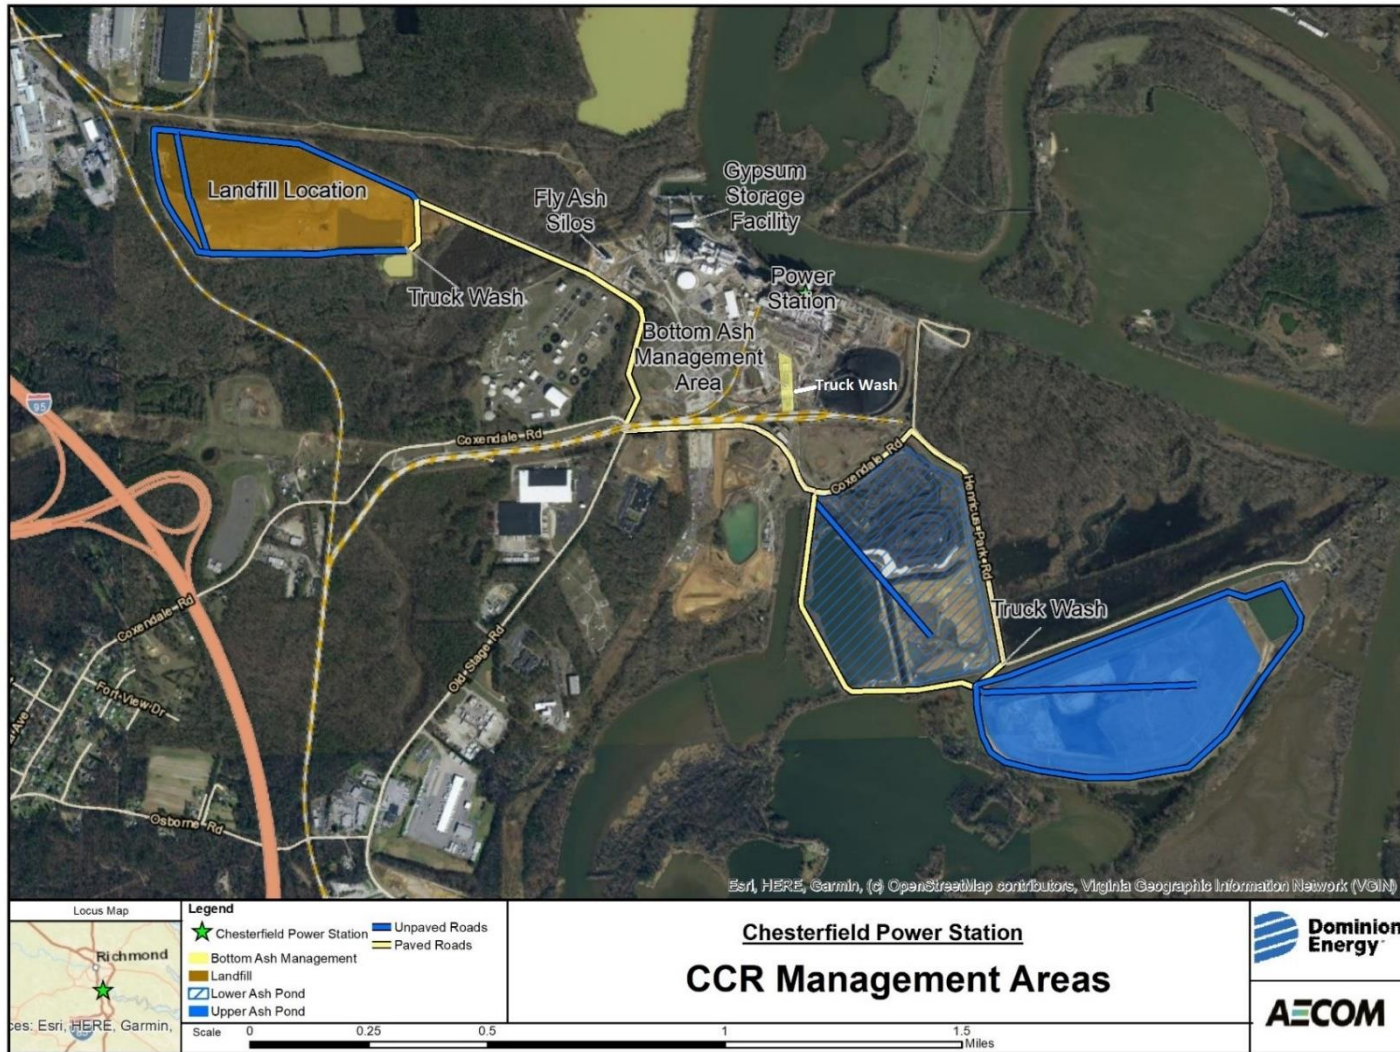 Landfill Location
Truck Wash
Fly Ash
Silos
Gypsum
Storage
Facility
Power
Station
Bottom Ash
Management
Area
Truck Wash
95
Coxendale Rd
Coxendale Rd
Henricus Park Rd
Truck Wash
Coxendale Rd
Old Stage Rd
Fort View Dr
Ave
Osborne Rd
Esri, HERE, Garmin, (c) OpenStreetMap contributors, Virginia Geographic Information Network (VGIN)
Locus Map
Richmond
ces: Esri, HERE, Garmin,
Legend
Chesterfield Power Station
Bottom Ash Management
Landfill
Lower Ash Pond
Upper Ash Pond
Unpaved Roads
Paved Roads
Scale 0 0.25 0.5 1 1.5
Miles
Chesterfield Power Station
CCR Management Areas
Dominion
Energy®
AECOM